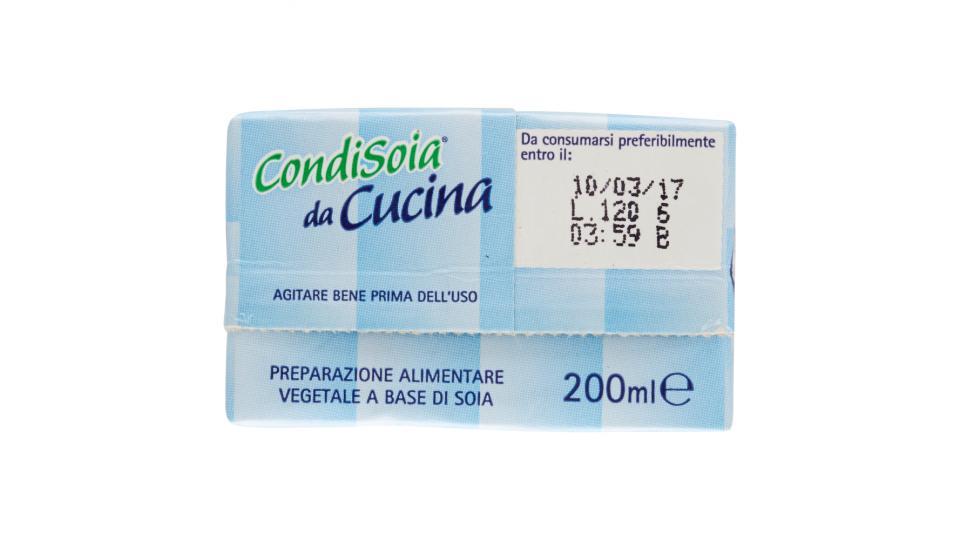 CondiSoia®
da Cucina
AGITARE BENE PRIMA DELL'USO
Da consumarsi preferibilmente
entro il:
10/03/17
L.120 6
03:59 B
PREPARAZIONE ALIMENTARE
VEGETALE A BASE DI SOIA
200ml℮